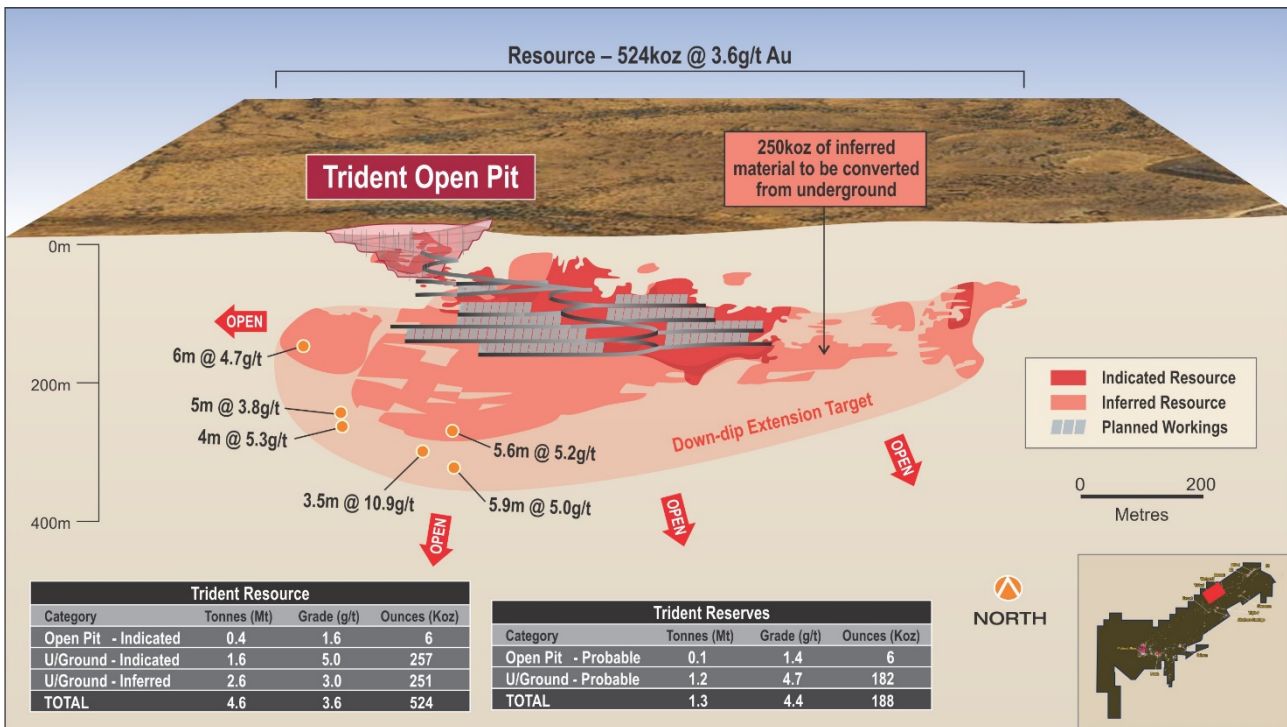 Resource – 524koz @ 3.6g/t Au
Trident Open Pit
250koz of inferred
material to be converted
from underground
0m
200m
400m
OPEN
6m @ 4.7g/t
5m @ 3.8g/t
4m @ 5.3g/t
3.5m @ 10.9g/t
5.6m @ 5.2g/t
5.9m @ 5.0g/t
Down-dip Extension Target
OPEN
OPEN
OPEN
Indicated Resource
Inferred Resource
Planned Workings
0 200
Metres
NORTH
Trident Resource
Category Tonnes (Mt) Grade (g/t) Ounces (Koz)
Open Pit - Indicated 0.4 1.6 6
U/Ground - Indicated 1.6 5.0 257
U/Ground - Inferred 2.6 3.0 251
TOTAL 4.6 3.6 524
Trident Reserves
Category Tonnes (Mt) Grade (g/t) Ounces (Koz)
Open Pit - Probable 0.1 1.4 6
U/Ground - Probable 1.2 4.7 182
TOTAL 1.3 4.4 188